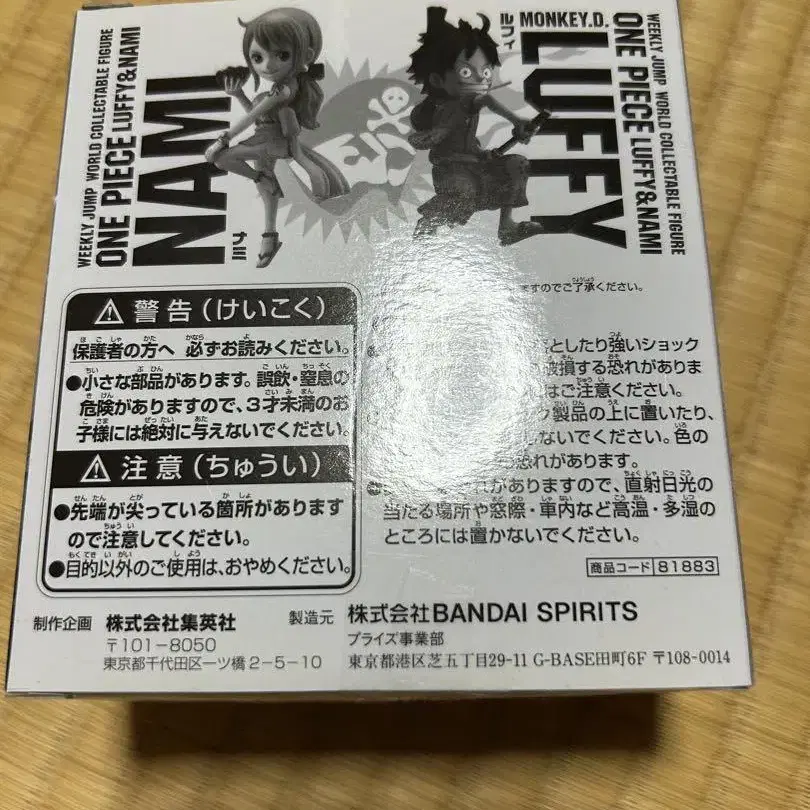 WEEKLY JUMP WORLD COLLECTABLE FIGURE
ONE PIECE LUFFY&NAMI
NAMI
ナミ
MONKEY.D.
ルフィ
LUFFY
ONE PIECE LUFFY&NAMI
WEEKLY JUMP WORLD COLLECTABLE FIGURE
警告(けいこく)
保護者の方へ 必ずお読みください。
●小さな部品があります。誤飲・窒息の
危険がありますので、3才未満のお
子様には絶対に与えないでください。
注意(ちゅうい)
●先端が尖っている箇所があります
ので注意してください。
●目的以外のご使用は、おやめください。
ますのでご了承ください。
としたり強いショック
破損する恐れがありま
はご注意ください。
ク製品の上に置いたり、
しないでください。色の
恐れがあります。
れがありますので、直射日光の
当たる場所や窓際・車内など高温・多湿の
ところには置かないでください。
商品コード 81883
制作企画 株式会社集英社
〒101-8050
東京都千代田区一ツ橋2-5-10
製造元 株式会社BANDAI SPIRITS
プライズ事業部
東京都港区芝五丁目29-11 G-BASE田町6F 〒108-0014